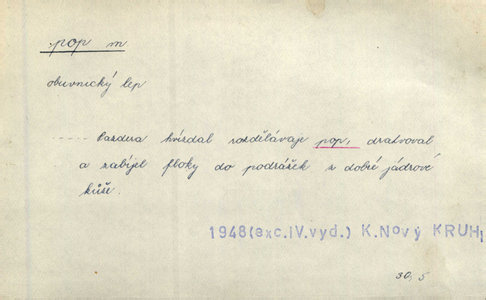 pop m
obuvnický lep
----- Pazdera hvízdal rozdělávaje pop, dratvoval
a zabíjel floky do podrážek z dobré jádrové
kůže.
1948(exc.IV.vyd.) K.Nový KRUH,
30, 5